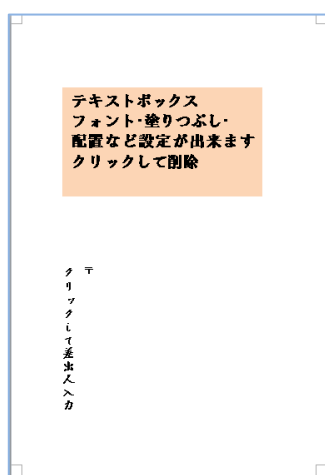 テキストボックス
フォント・塗りつぶし・
配置など設定が出来ます
クリックして削除
〒
クリックして差出人入力